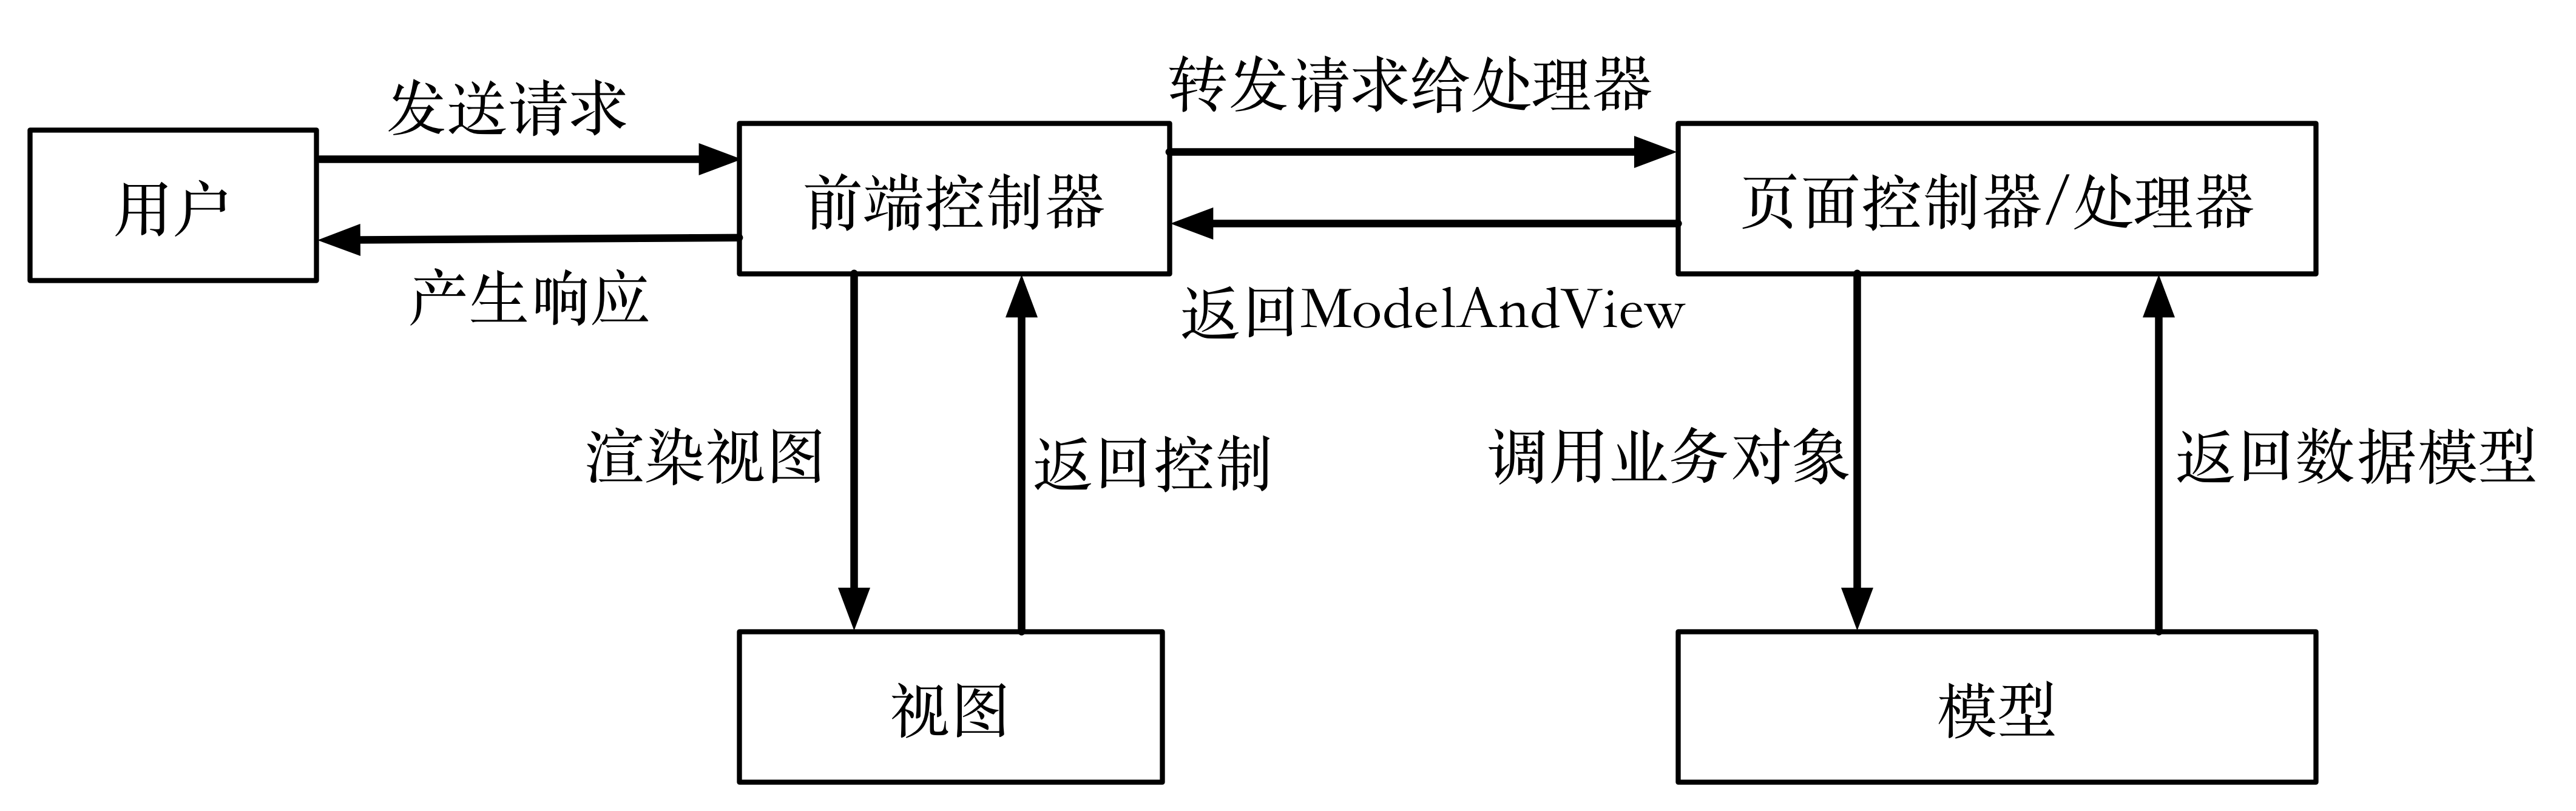 转发请求给处理器
发送请求
用户
前端控制器
页面控制器/处理器
产生响应
返回ModelAndView
渲染视图
返回控制
调用业务对象
返回数据模型
视图
模型